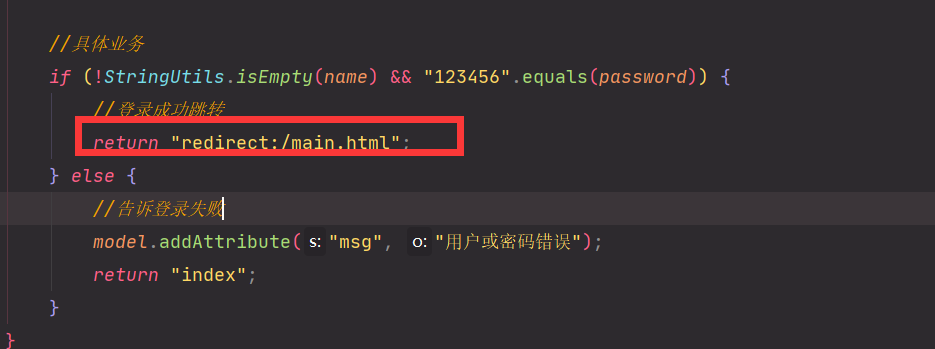 //具体业务
if (!StringUtils.isEmpty(name) && "123456".equals(password)) {
//登录成功跳转
return "redirect:/main.html";
} else {
//告诉登录失败
model.addAttribute( s: "msg", o: "用户或密码错误");
return "index";
}
}